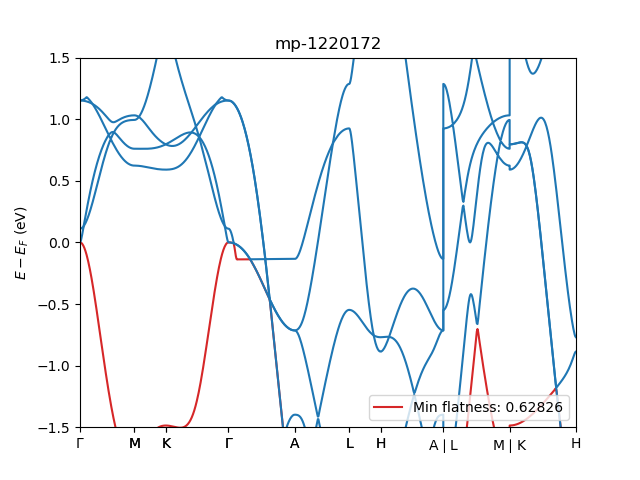 mp-1220172
1.5
1.0
0.5
0.0
−0.5
−1.0
−1.5
E − E_F (eV)
Min flatness: 0.62826
Γ M K Γ A L H A | L M | K H